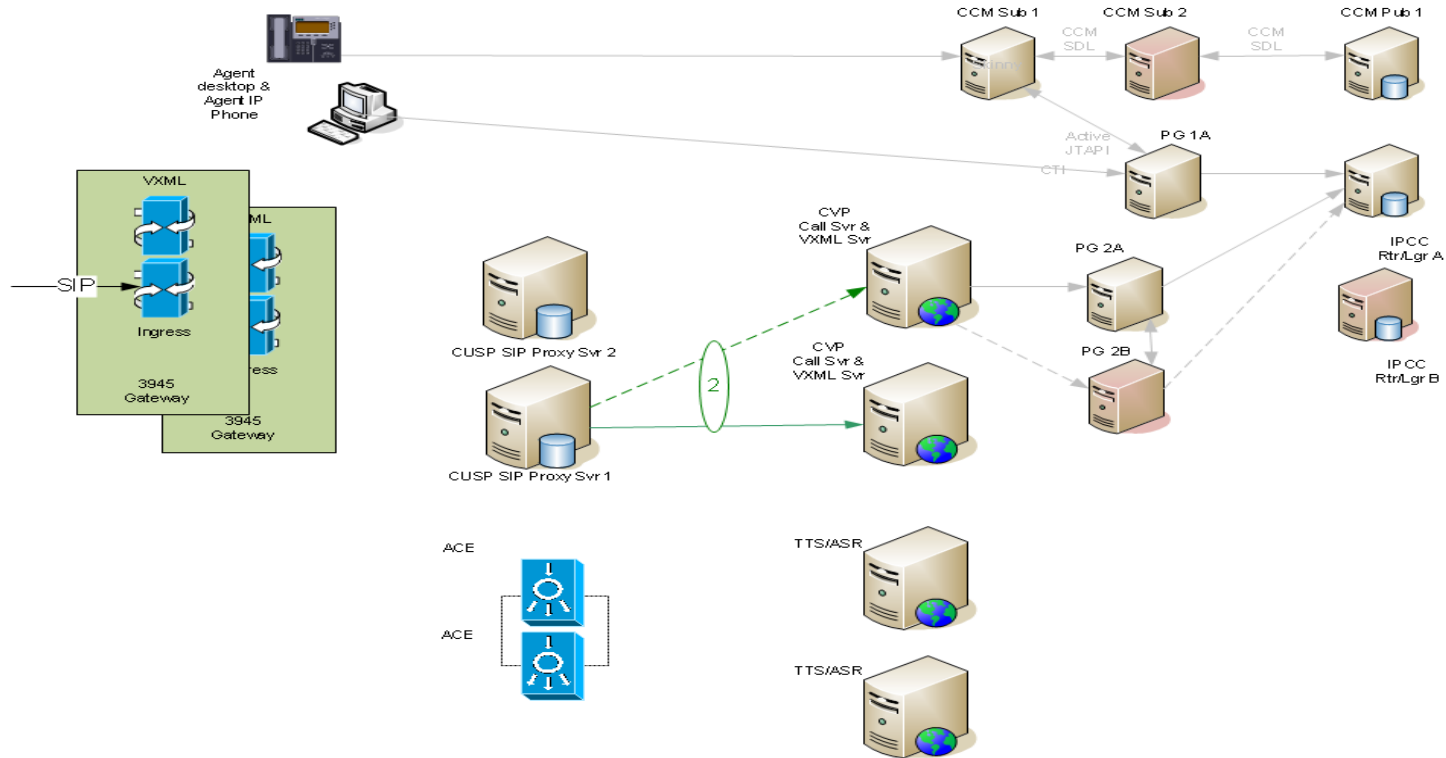 CCM Sub 1
CCM Sub 2
CCM Pub 1
CCM
SDL
CCM
SDL
Skinny
Agent
desktop &
Agent IP
Phone
Active
JTAPI
PG 1A
CTI
VXML
ML
SIP
Ingress
ress
3945
Gateway
3945
Gateway
CVP
Call Svr &
VXML Svr
PG 2A
IPCC
Rtr/Lgr A
CUSP SIP Proxy Svr 2
CVP
Call Svr &
VXML Svr
PG 2B
IPCC
Rtr/Lgr B
2
CUSP SIP Proxy Svr 1
ACE
TTS/ASR
ACE
TTS/ASR